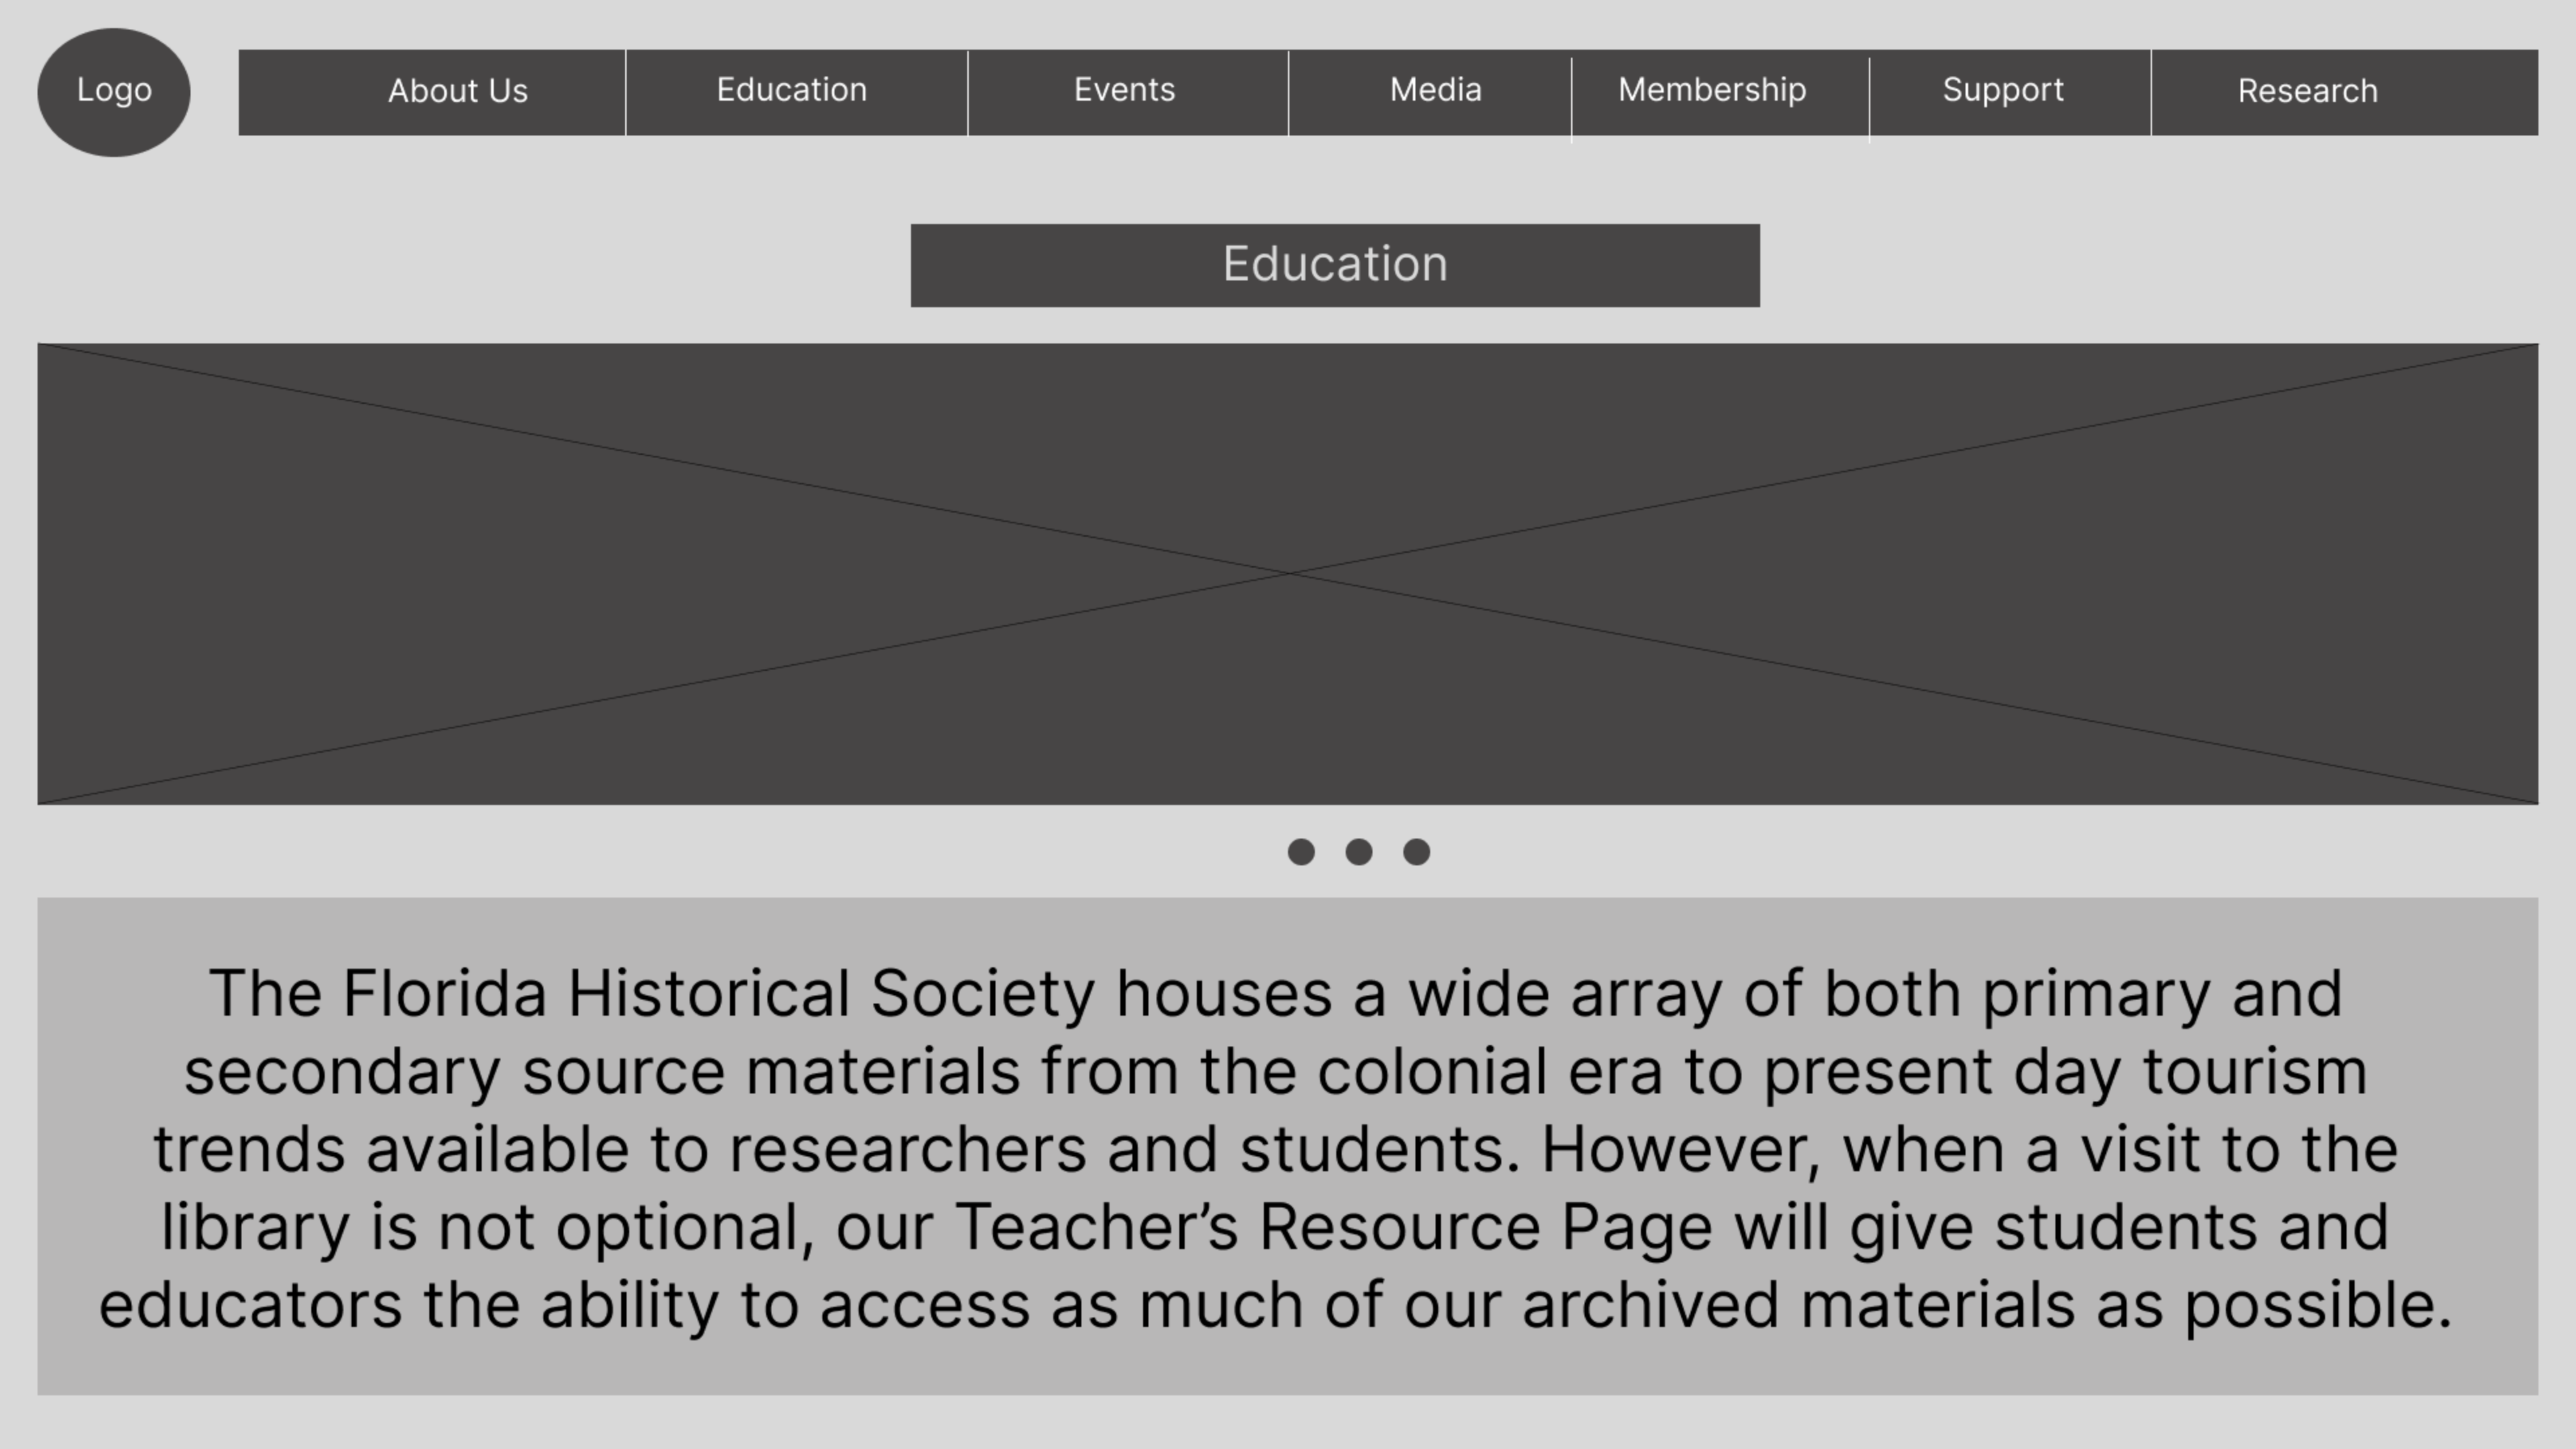 Logo
About Us
Education
Events
Media
Membership
Support
Research
Education
The Florida Historical Society houses a wide array of both primary and
secondary source materials from the colonial era to present day tourism
trends available to researchers and students. However, when a visit to the
library is not optional, our Teacher’s Resource Page will give students and
educators the ability to access as much of our archived materials as possible.